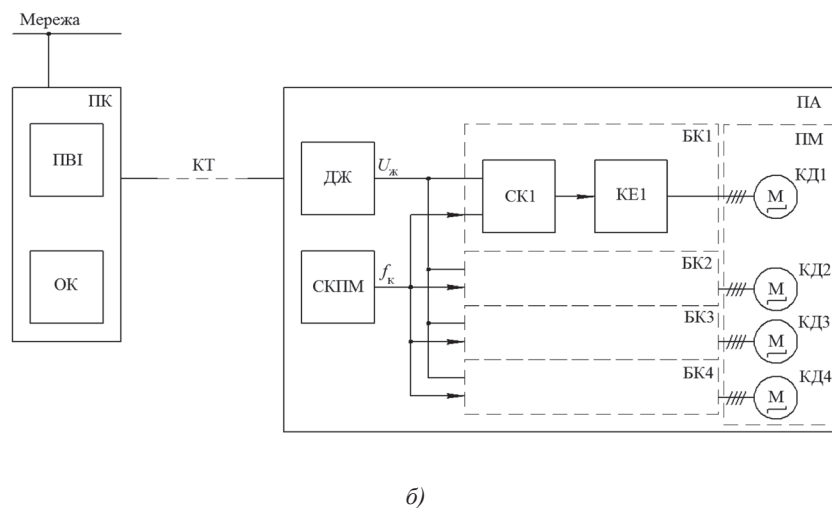 Мережа
ПК
ПВІ
ОК
КТ
ПА
ДЖ
Uж
СКПМ
fк
БК1
СК1
КЕ1
ПМ
КД1
М
БК2
КД2
М
БК3
КД3
М
БК4
КД4
М
б)